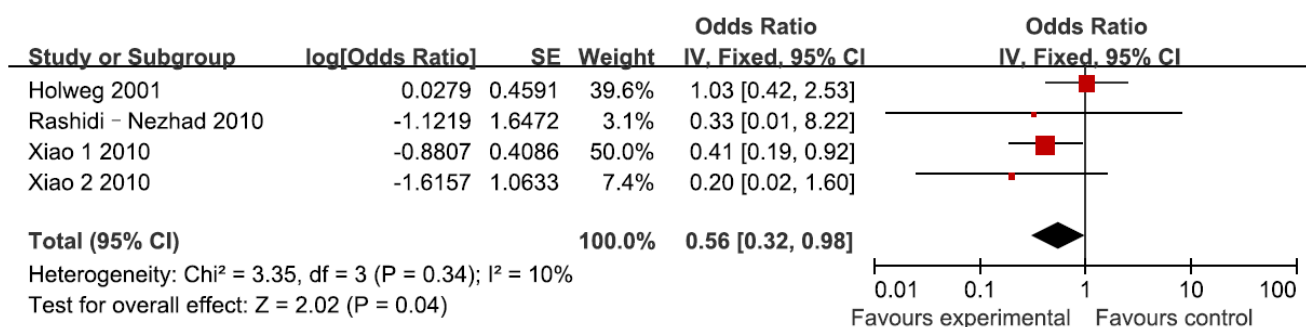 Odds Ratio Odds Ratio
Study or Subgroup log[Odds Ratio] SE Weight IV, Fixed, 95% CI IV, Fixed, 95% CI
Holweg 2001 0.0279 0.4591 39.6% 1.03 [0.42, 2.53]
Rashidi–Nezhad 2010 -1.1219 1.6472 3.1% 0.33 [0.01, 8.22]
Xiao 1 2010 -0.8807 0.4086 50.0% 0.41 [0.19, 0.92]
Xiao 2 2010 -1.6157 1.0633 7.4% 0.20 [0.02, 1.60]
Total (95% CI) 100.0% 0.56 [0.32, 0.98]
Heterogeneity: Chi² = 3.35, df = 3 (P = 0.34); I² = 10%
Test for overall effect: Z = 2.02 (P = 0.04)
0.01 0.1 1 10 100
Favours experimental Favours control